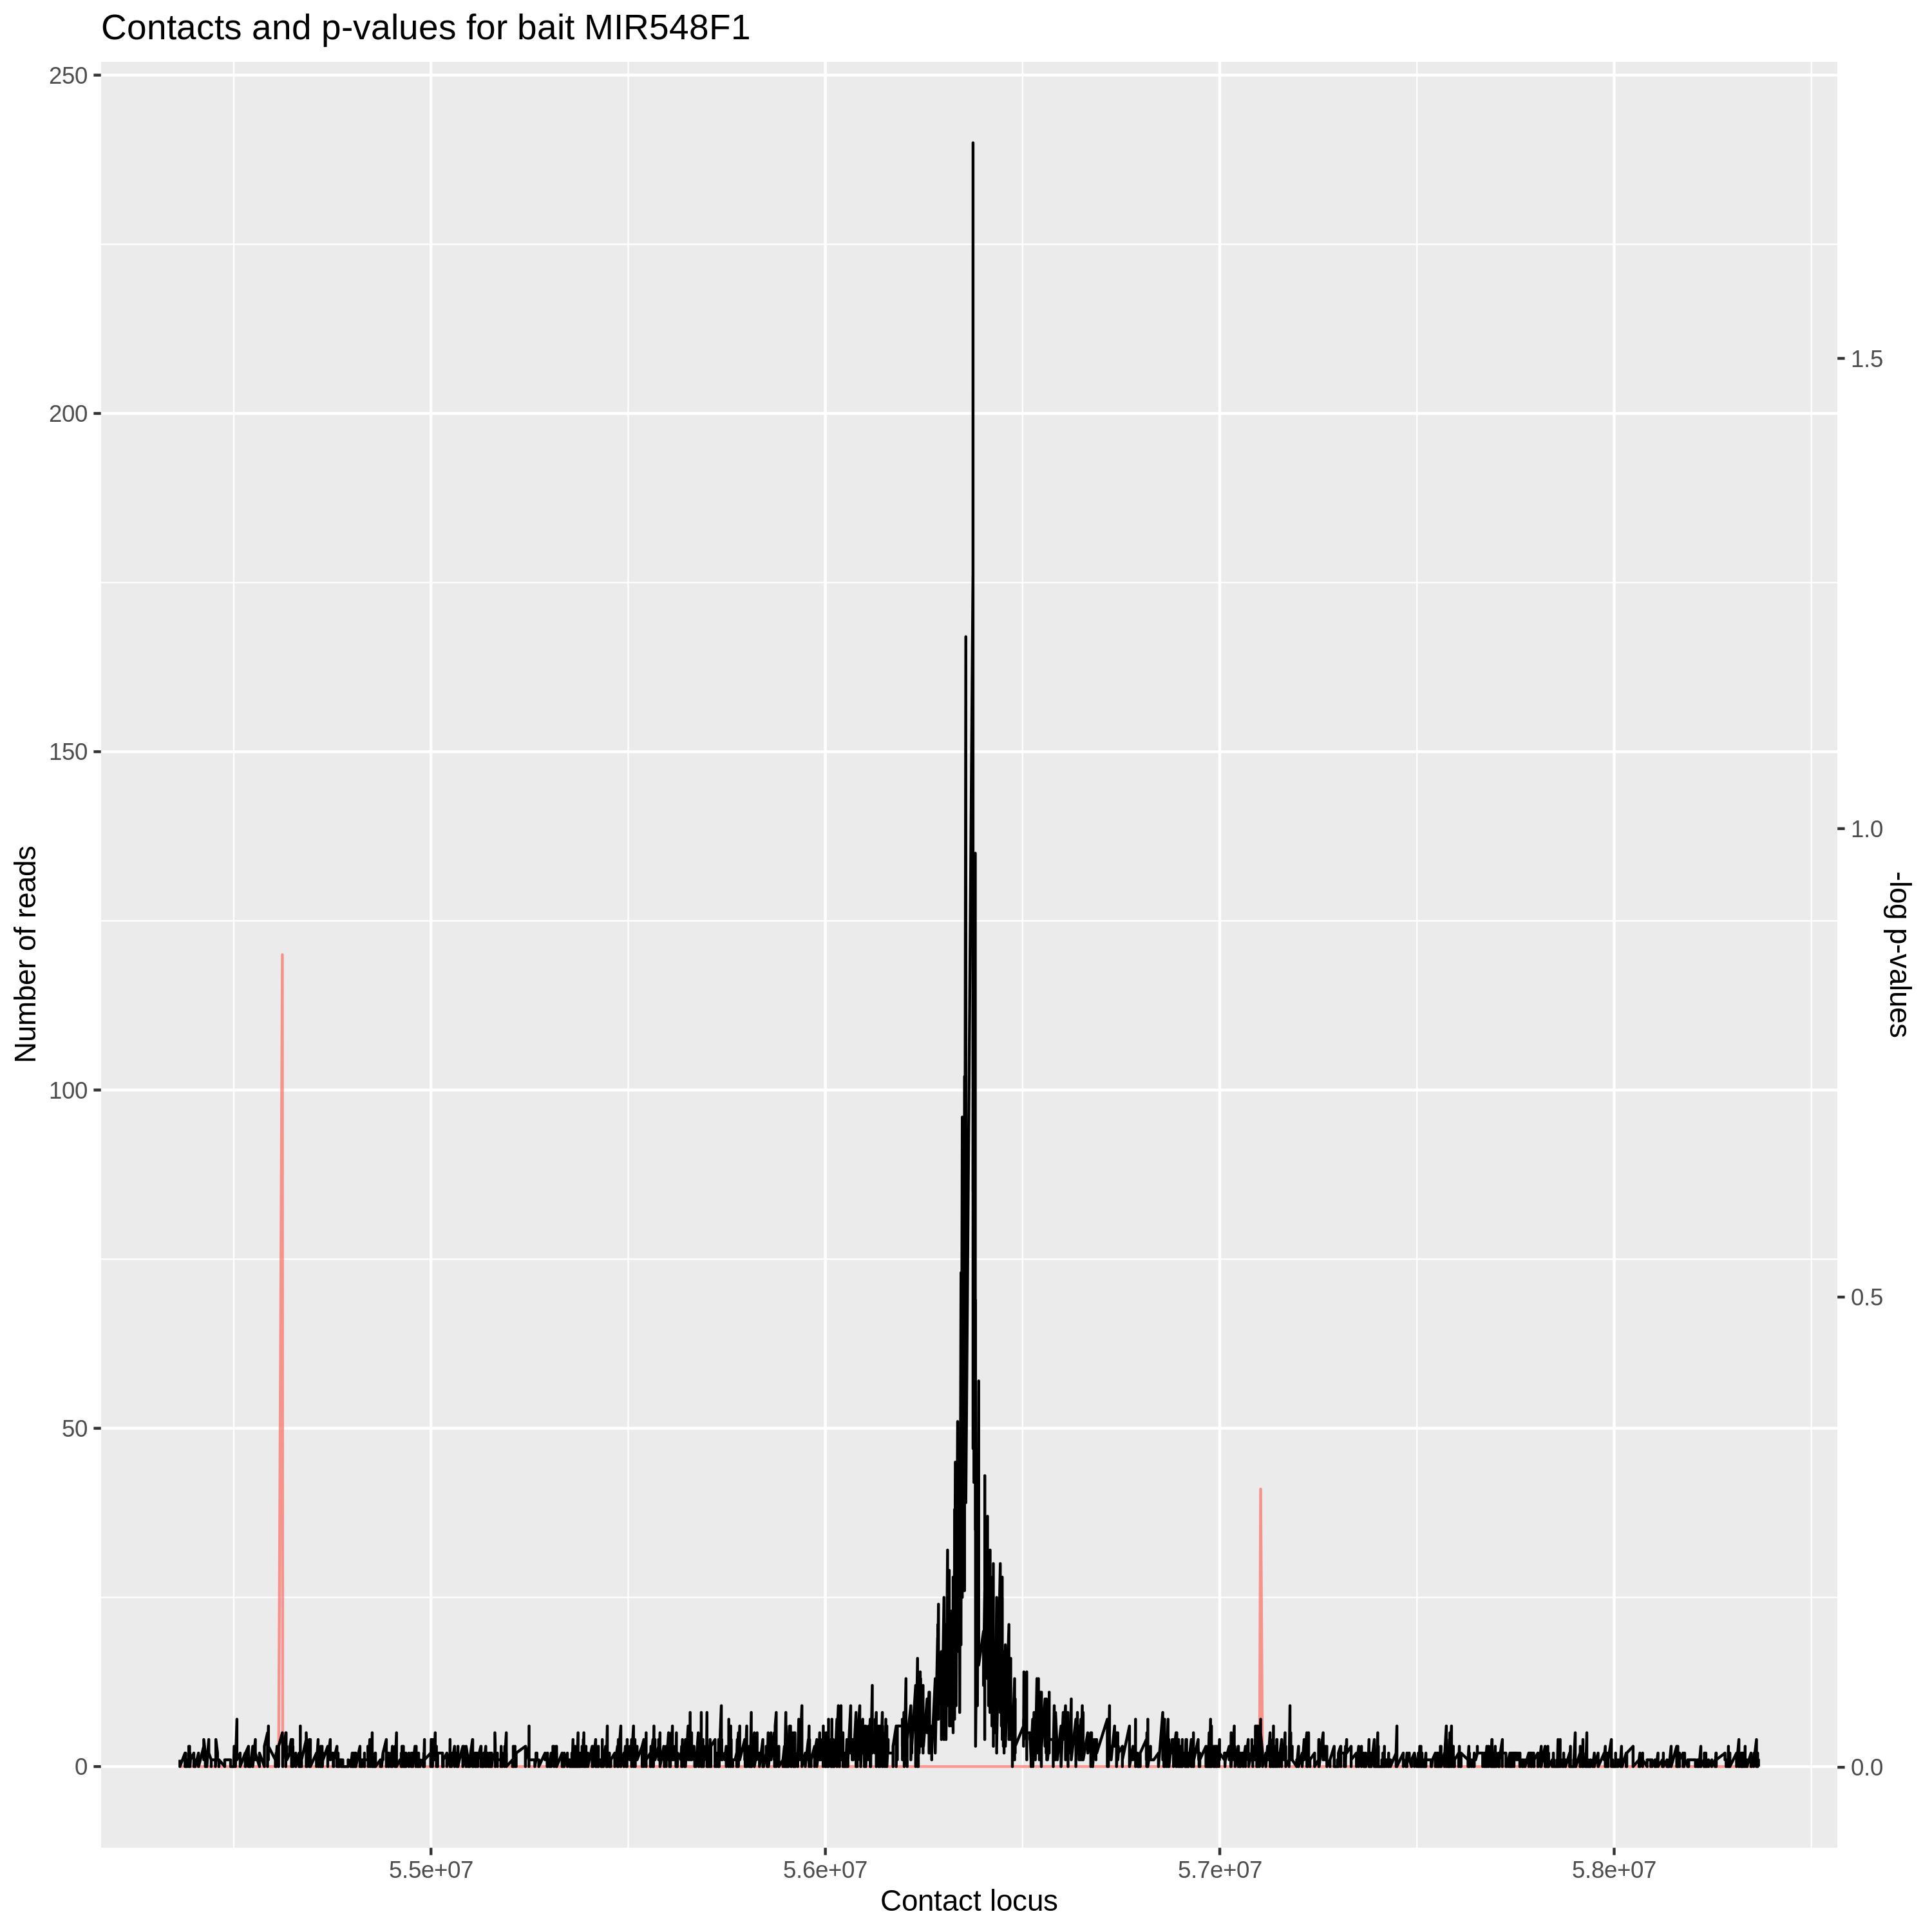 Contacts and p-values for bait MIR548F1
250
200
150
100
50
0
Number of reads
1.5
1.0
0.5
0.0
-log p-values
5.5e+07
5.6e+07
5.7e+07
5.8e+07
Contact locus